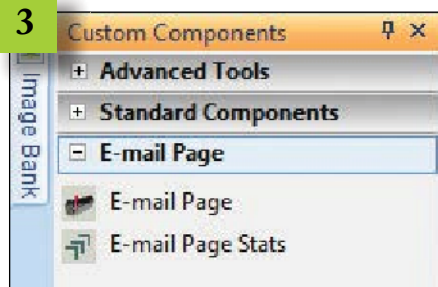 3
Custom Components
Image Bank
Advanced Tools
Standard Components
E-mail Page
E-mail Page
E-mail Page Stats